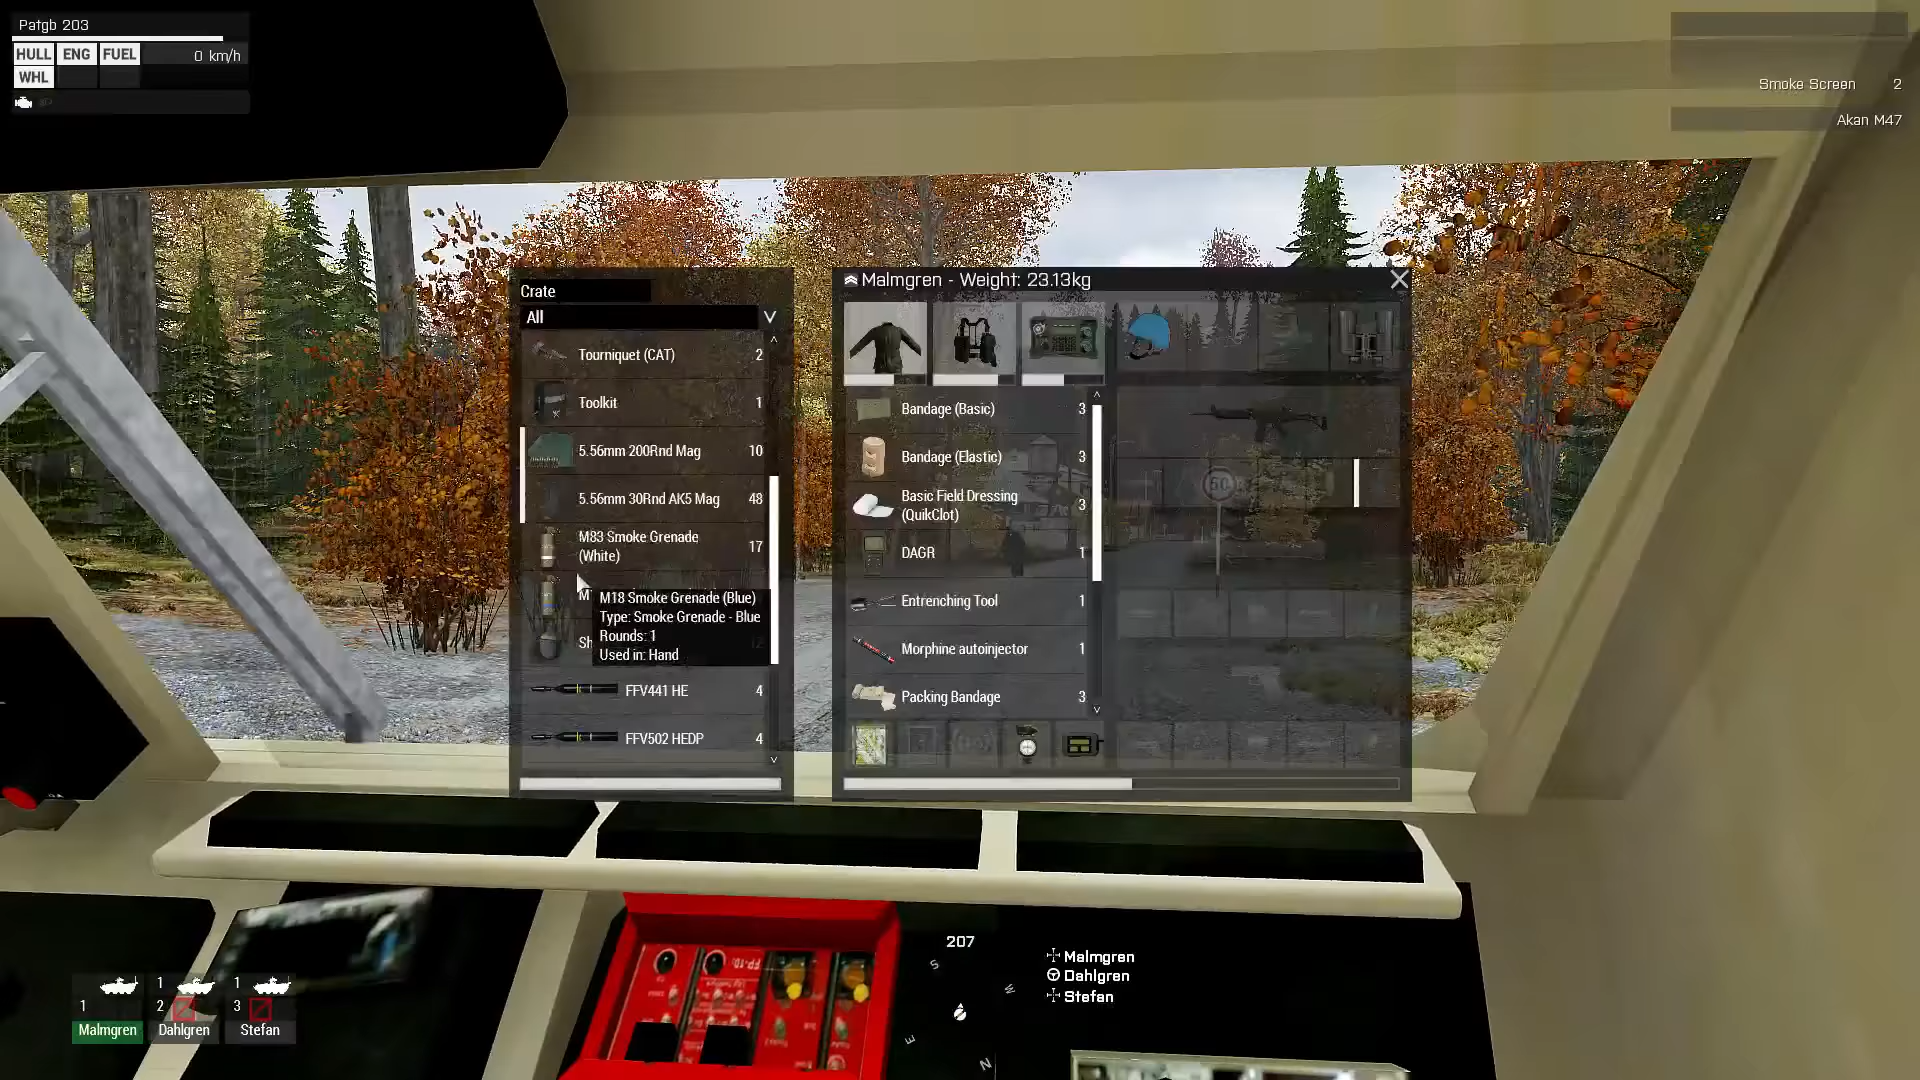 Patgb 203
HULL ENG FUEL 0 km/h
WHL
Smoke Screen 2
Akan M47
Crate
All
Tourniquet (CAT) 2
Toolkit 1
5.56mm 200Rnd Mag 10
5.56mm 30Rnd AK5 Mag 48
M83 Smoke Grenade
(White) 17
M18 Smoke Grenade (Blue)
Type: Smoke Grenade - Blue
Rounds: 1
Used in: Hand
FFV441 HE 4
FFV502 HEDP 4
Malmgren - Weight: 23.13kg
Bandage (Basic) 3
Bandage (Elastic) 3
Basic Field Dressing
(QuikClot) 3
DAGR 1
Entrenching Tool 1
Morphine autoinjector 1
Packing Bandage 3
50
207
S
W
E
N
Malmgren
Dahlgren
Stefan
1 1
1 2 3
Malmgren Dahlgren Stefan